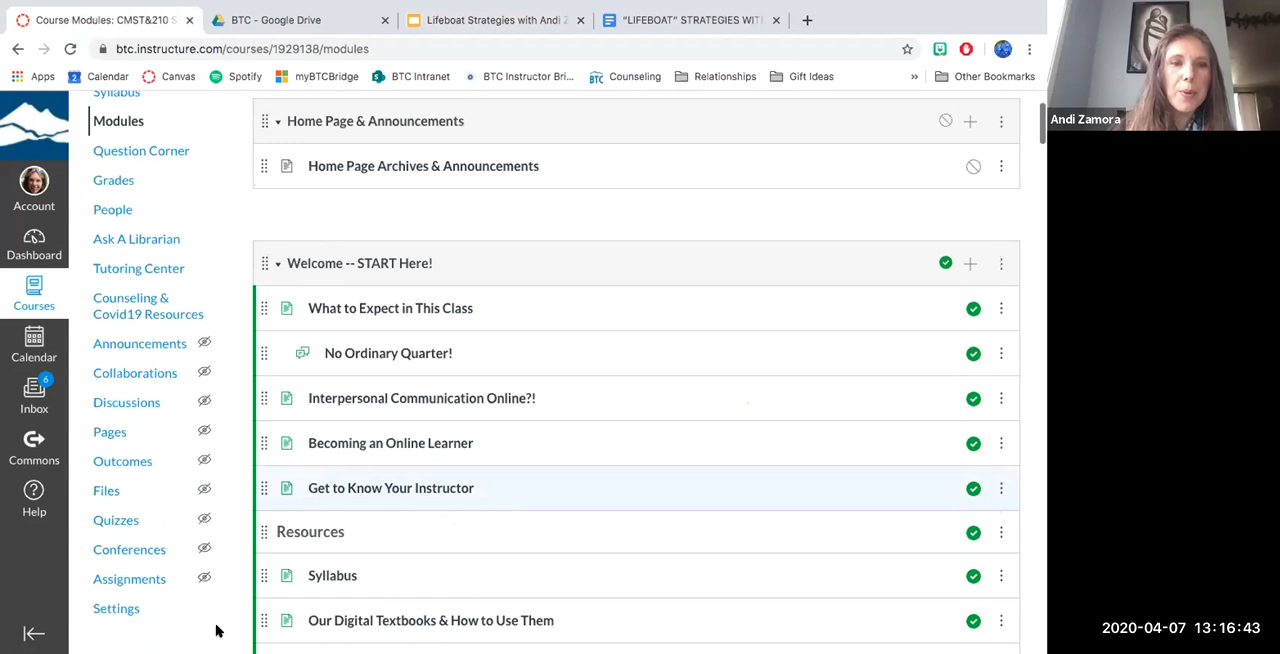 Course Modules: CMST&210 S
BTC - Google Drive
Lifeboat Strategies with Andi Z
"LIFEBOAT" STRATEGIES WIT
btc.instructure.com/courses/1929138/modules
Apps
2 Calendar
Canvas
Spotify
myBTCBridge
S BTC Intranet
BTC Instructor Bri...
BTC Counseling
Relationships
Gift Ideas
»
Other Bookmarks
Andi Zamora
Account
Dashboard
Courses
Calendar
6
Inbox
Commons
Help
Syllabus
Modules
Question Corner
Grades
People
Ask A Librarian
Tutoring Center
Counseling &
Covid19 Resources
Announcements
Collaborations
Discussions
Pages
Outcomes
Files
Quizzes
Conferences
Assignments
Settings
Home Page & Announcements
Home Page Archives & Announcements
Welcome -- START Here!
What to Expect in This Class
No Ordinary Quarter!
Interpersonal Communication Online?!
Becoming an Online Learner
Get to Know Your Instructor
Resources
Syllabus
Our Digital Textbooks & How to Use Them
2020-04-07 13:16:43